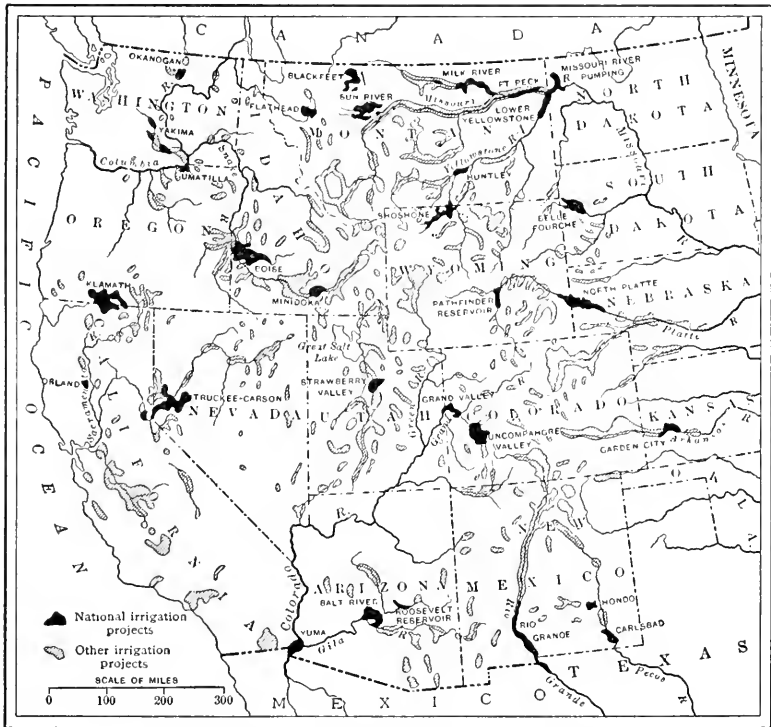 CANADA
OKANOGAN
BLACKFEET
MILK RIVER
FT PECK
MISSOURI RIVER
PUMPING
MINNESOTA
WASHINGTON
FLATHEAD
SUN RIVER
Missouri
LOWER
YELLOWSTONE
R
NORTH
DAKOTA
PACIFIC OCEAN
YAKIMA
MONTANA
Columbia
Snake
R
UMATILLA
IDAHO
Yellowstone
HUNTLEY
Missouri
SOUTH
DAKOTA
OREGON
SHOSHONE
BELLE
FOURCHE
R
BOISE
WYOMING
KLAMATH
MINIDOKA
PATHFINDER
RESERVOIR
NORTH PLATTE
NEBRASKA
Great Salt
Lake
Platte
R
ORLAND
Sacramento
STRAWBERRY
VALLEY
GRAND VALLEY
TRUCKEE-CARSON
NEVADA
UTAH
Green
Grand
R
COLORADO
KANSAS
UNCOMPAHGRE
VALLEY
GARDEN CITY
Arkansas
R
CALIFORNIA
OKLA
R
NEW
MEXICO
Colorado
ARIZONA
SALT RIVER
ROOSEVELT
RESERVOIR
R
Rio
HONDO
National irrigation
projects
YUMA
Gila
RIO
GRANDE
CARLSBAD
Other irrigation
projects
TEXAS
SCALE OF MILES
0 100 200 300
MEXICO
Grande
Pecos
R